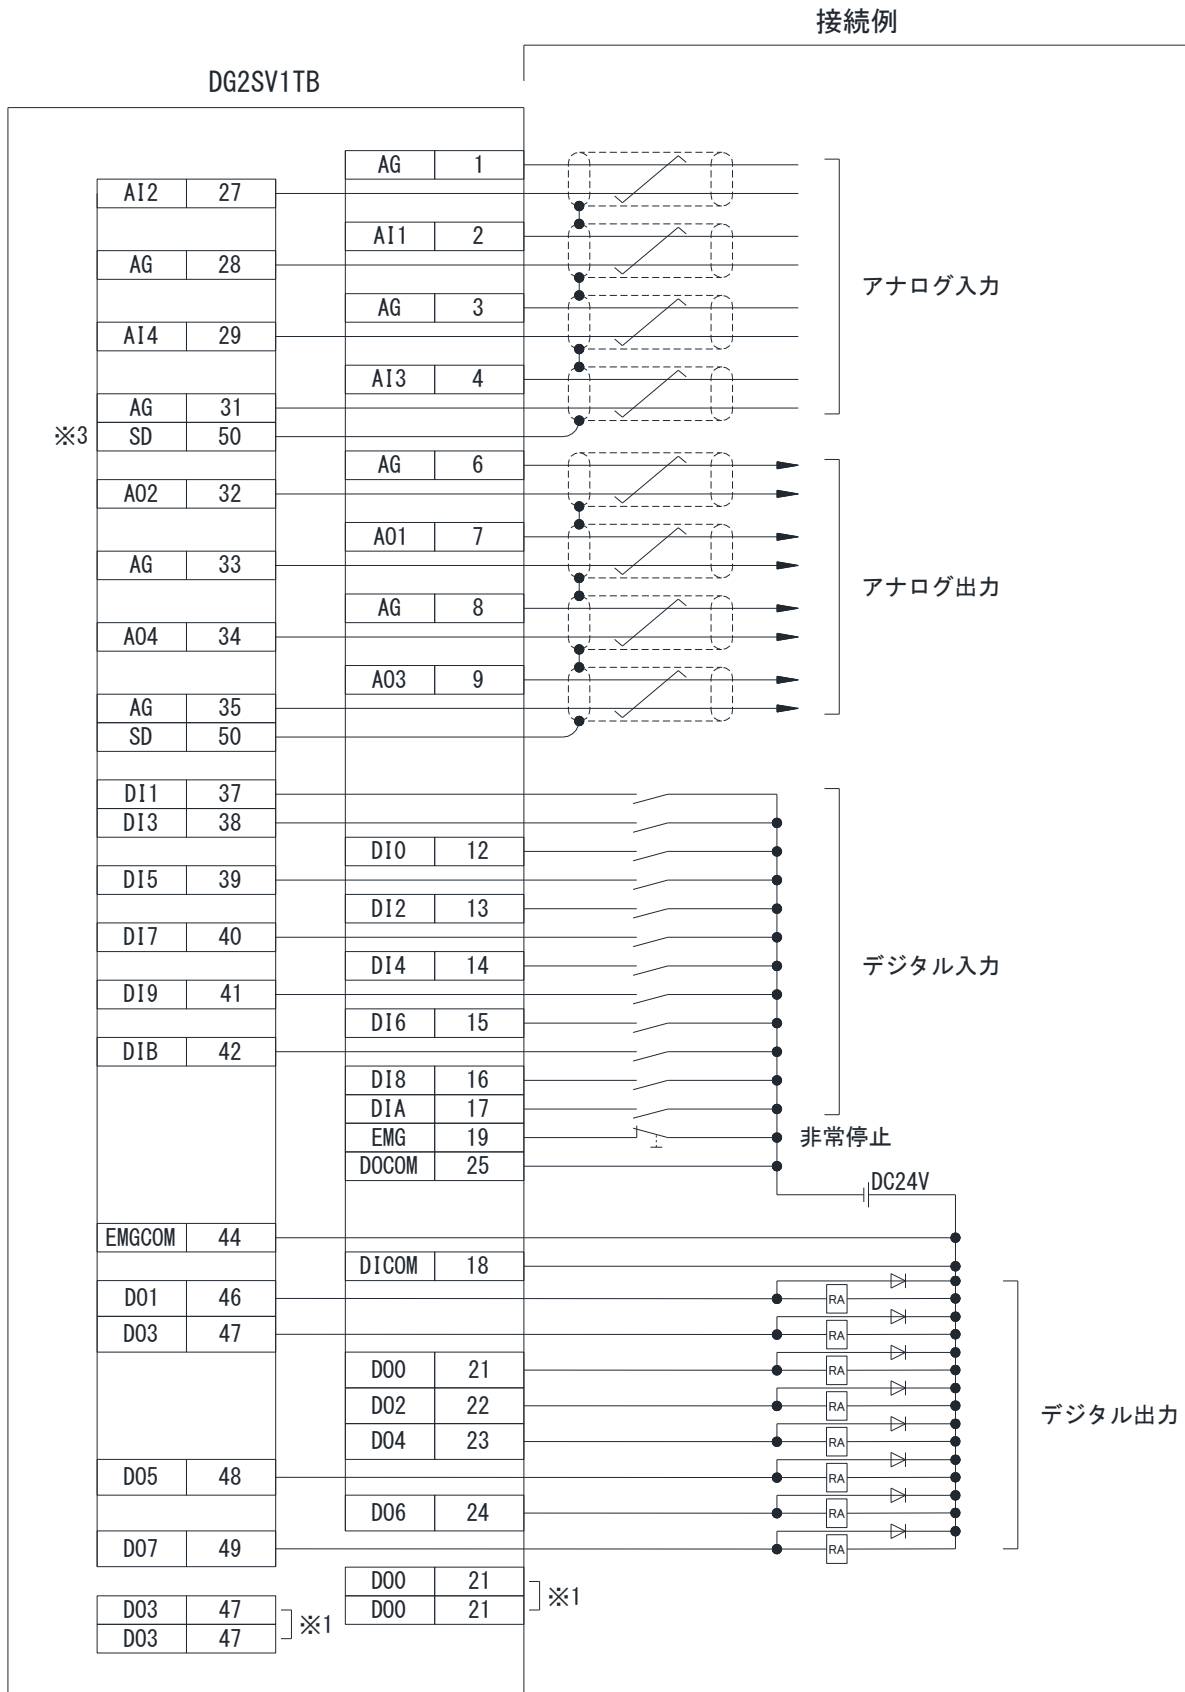 接続例
DG2SV1TB
AG 1
AI2 27
AI1 2
AG 28
AG 3
アナログ入力
AI4 29
AI3 4
AG 31
※3 SD 50
AG 6
AO2 32
AO1 7
AG 33
アナログ出力
AG 8
AO4 34
AO3 9
AG 35
SD 50
DI1 37
DI3 38
DI0 12
DI5 39
DI2 13
DI7 40
DI4 14
デジタル入力
DI9 41
DI6 15
DIB 42
DI8 16
DIA 17
EMG 19
非常停止
DOCOM 25
DC24V
EMGCOM 44
DICOM 18
DO1 46
RA
DO3 47
RA
DO0 21
RA
DO2 22
RA
デジタル出力
DO4 23
RA
DO5 48
RA
DO6 24
RA
DO7 49
RA
DO0 21
※1
DO0 21
DO3 47
※1
DO3 47